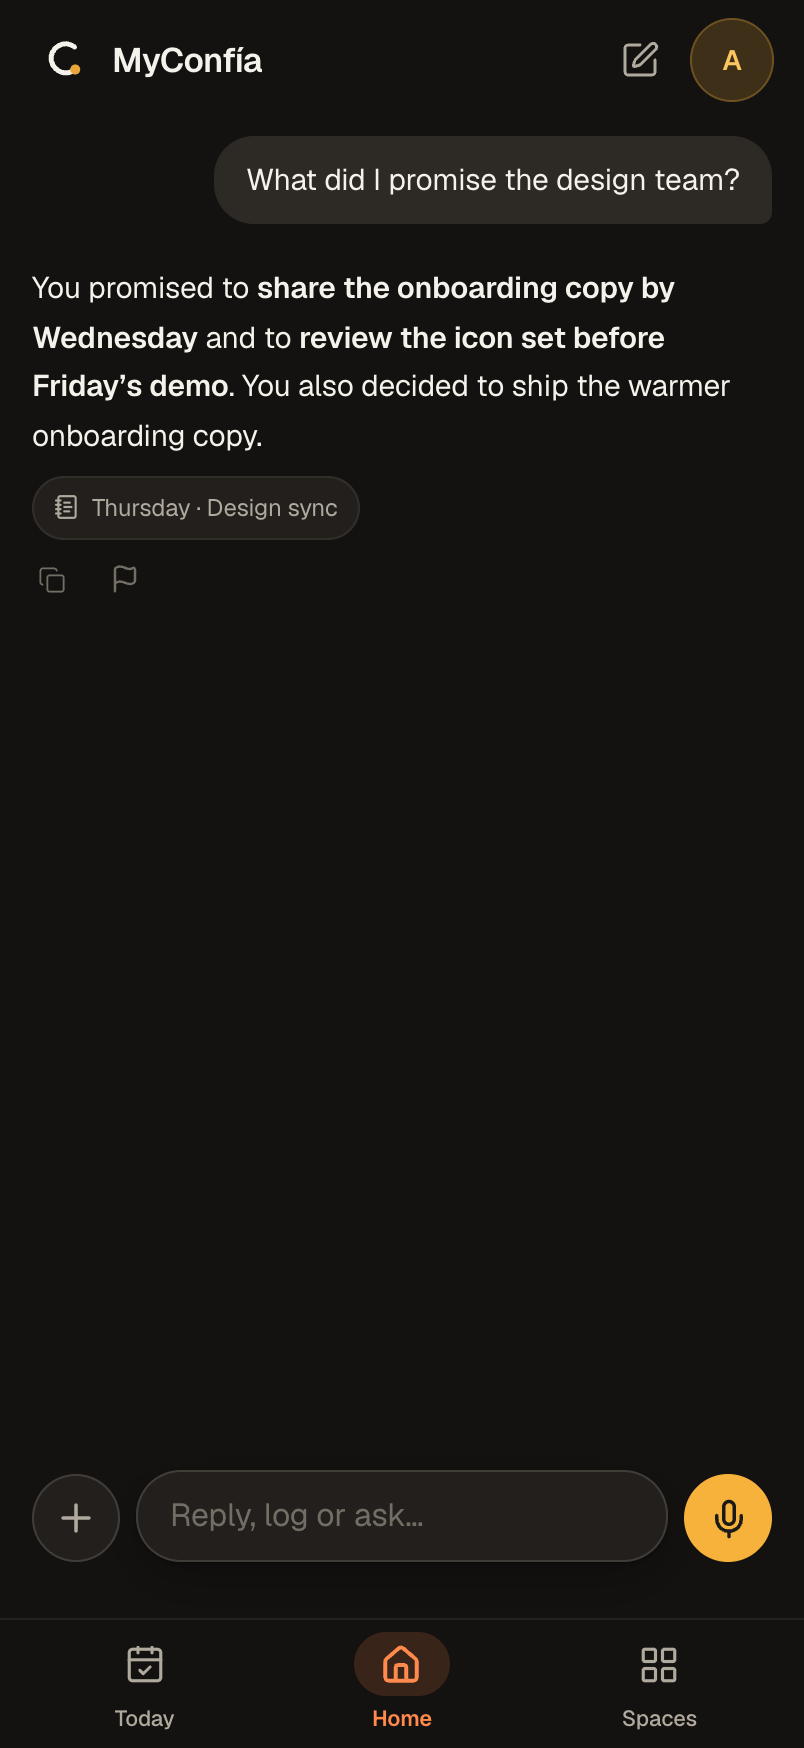 MyConfía
A
What did I promise the design team?
You promised to share the onboarding copy by
Wednesday and to review the icon set before
Friday’s demo. You also decided to ship the warmer
onboarding copy.
Thursday · Design sync
Reply, log or ask…
Today
Home
Spaces